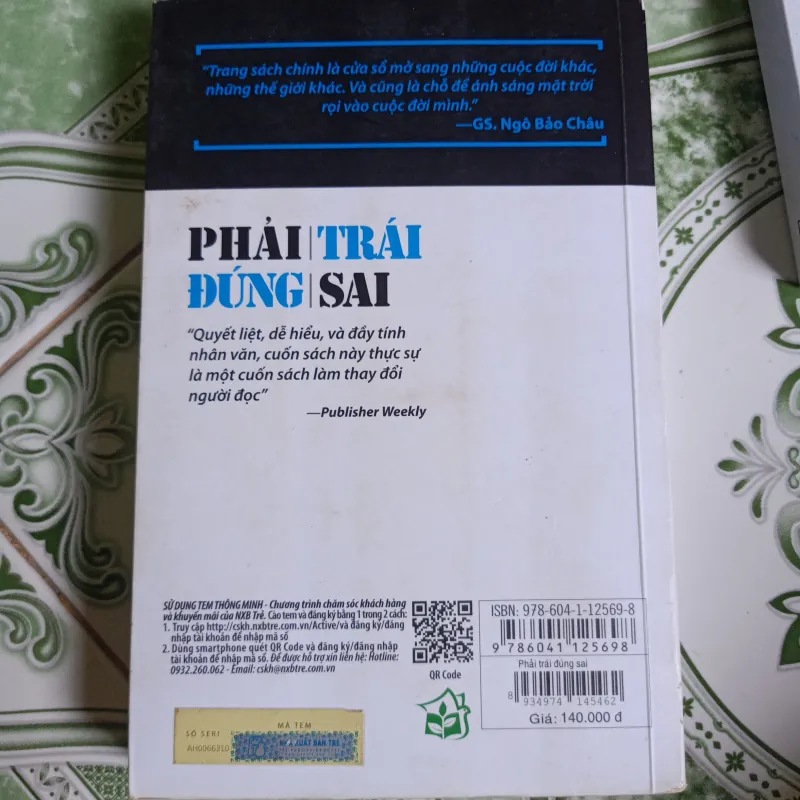 “Trang sách chính là cửa sổ mở sang những cuộc đời khác,
những thế giới khác. Và cũng là chỗ để ánh sáng mặt trời
rọi vào cuộc đời mình.”
—GS. Ngô Bảo Châu
PHẢI TRÁI
ĐÚNG SAI
“Quyết liệt, dễ hiểu, và đầy tính
nhân văn, cuốn sách này thực sự
là một cuốn sách làm thay đổi
người đọc”
—Publisher Weekly
SỬ DỤNG TEM THÔNG MINH - Chương trình chăm sóc khách hàng
và khuyến mãi của NXB Trẻ. Cào tem và đăng ký bằng 1 trong 2 cách:
1. Truy cập http://cskh.nxbtre.com.vn/Active/và đăng ký/đăng
nhập tài khoản để nhập mã số
2. Dùng smartphone quét QR Code và đăng ký/đăng nhập
tài khoản để nhập mã số. Để được hỗ trợ xin liên hệ: Hotline:
0932.260.062 - Email: cskh@nxbtre.com.vn
QR Code
ISBN: 978-604-1-12569-8
9 786041 125698
Phải trái đúng sai
8 934974 145462
Giá: 140.000 đ
SỐ SERI
AH0066310
MÃ TEM
NHÀ XUẤT BẢN TRẺ